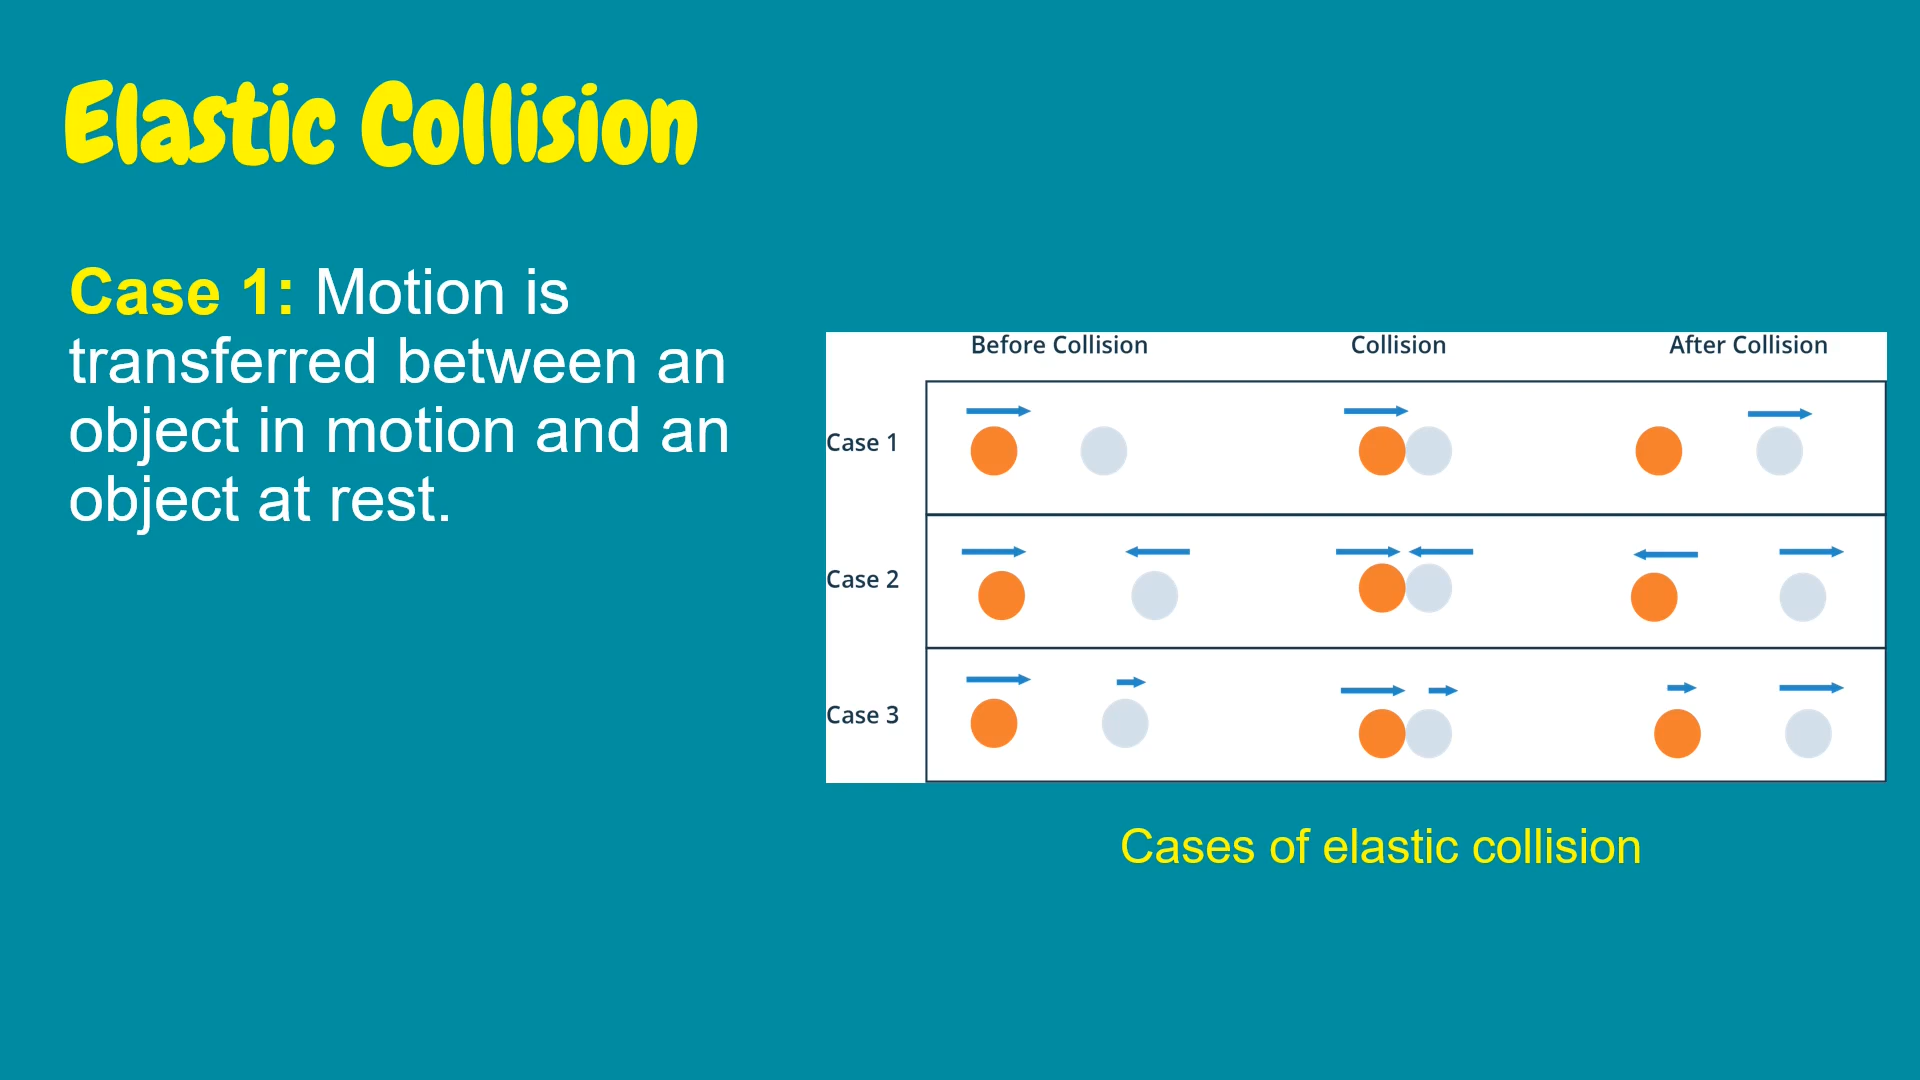 Elastic Collision
Case 1: Motion is
transferred between an
object in motion and an
object at rest.
Before Collision Collision After Collision
Case 1
Case 2
Case 3
Cases of elastic collision